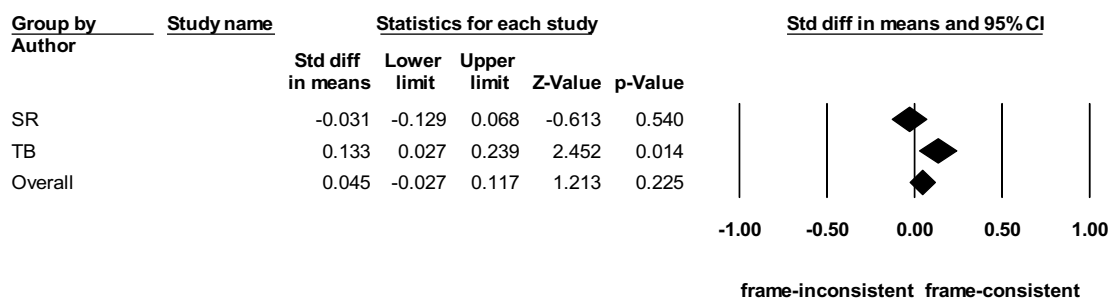 Group by Study name Statistics for each study Std diff in means and 95% CI
Author
Std diff Lower Upper
in means limit limit Z-Value p-Value
SR -0.031 -0.129 0.068 -0.613 0.540
TB 0.133 0.027 0.239 2.452 0.014
Overall 0.045 -0.027 0.117 1.213 0.225
-1.00 -0.50 0.00 0.50 1.00
frame-inconsistent frame-consistent